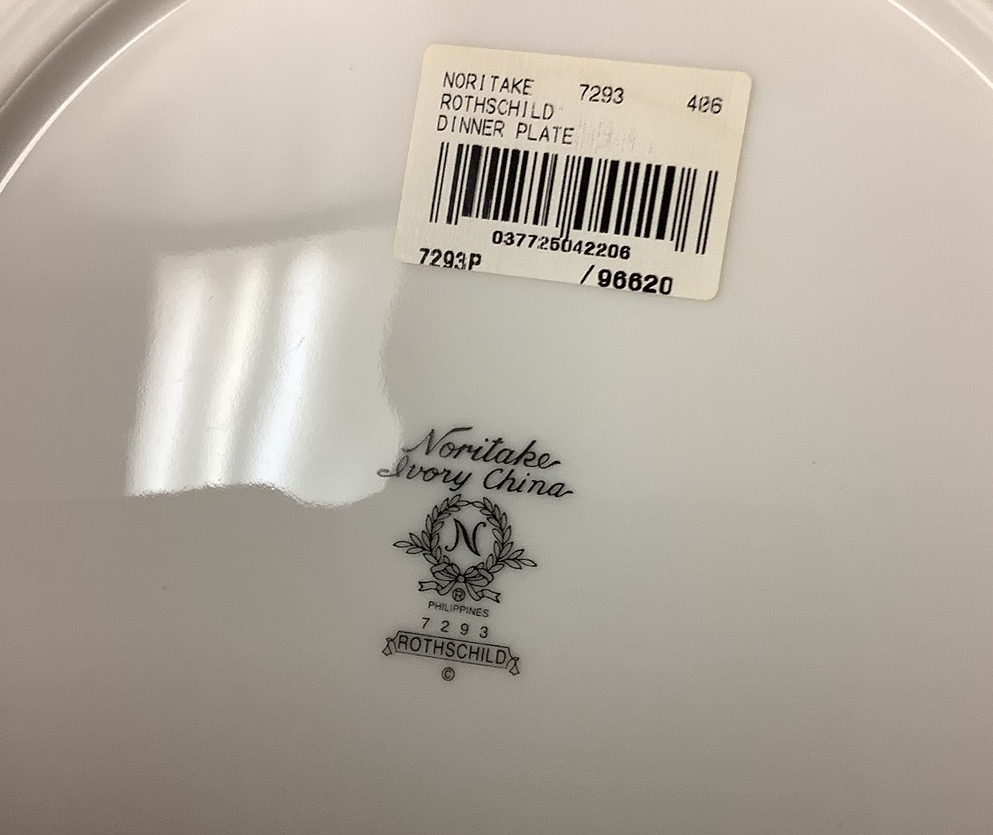 NORITAKE 7293 406
ROTHSCHILD
DINNER PLATE
037725042206
7293P /96620
Noritake
Ivory China
N
®
PHILIPPINES
7293
ROTHSCHILD
©